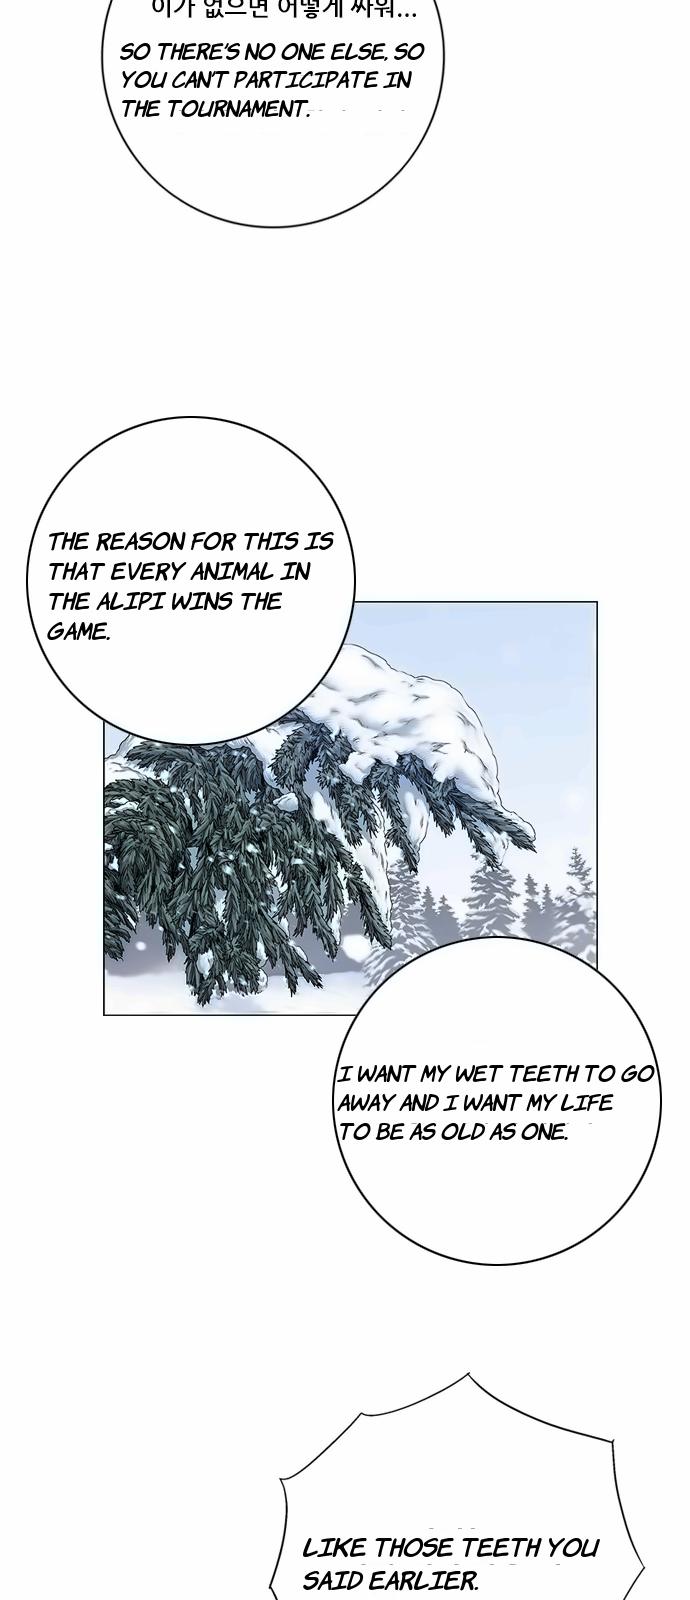 이가 없으면 어떻게 싸워...
SO THERE'S NO ONE ELSE, SO
YOU CAN'T PARTICIPATE IN
THE TOURNAMENT.
THE REASON FOR THIS IS
THAT EVERY ANIMAL IN
THE ALIPI WINS THE
GAME.
I WANT MY WET TEETH TO GO
AWAY AND I WANT MY LIFE
TO BE AS OLD AS ONE.
LIKE THOSE TEETH YOU
SAID EARLIER.